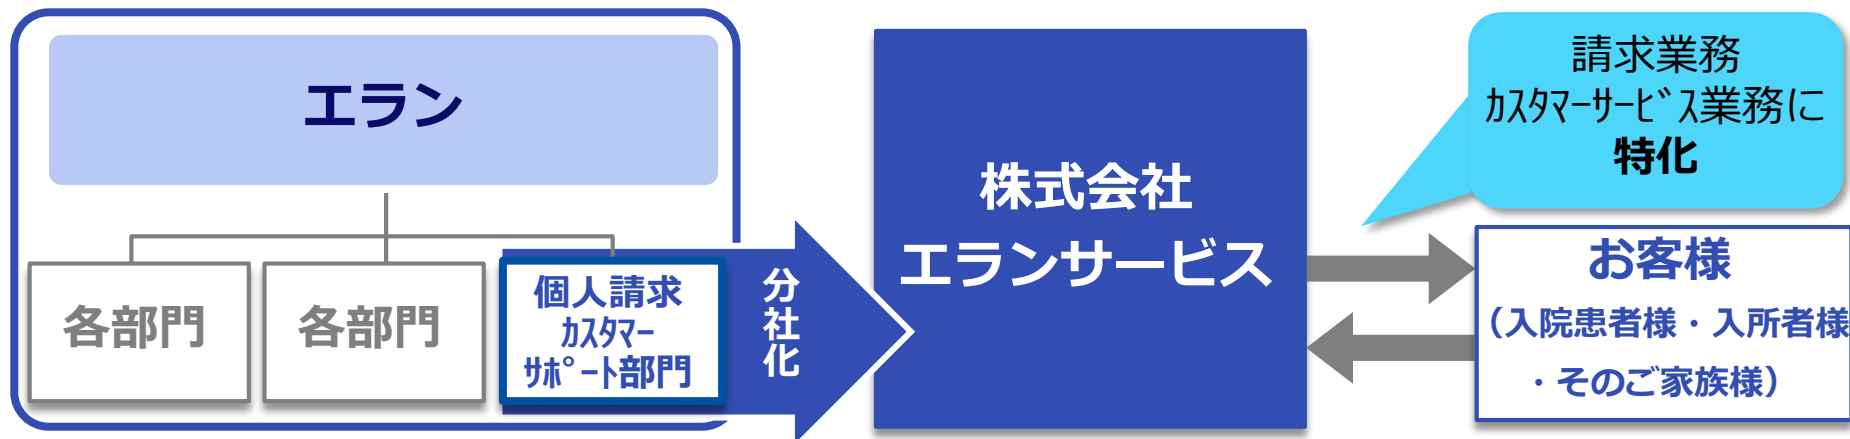 エラン
各部門
各部門
個人請求
ｶｽﾀﾏｰ
ｻﾎﾟｰﾄ部門
分社化
株式会社
エランサービス
請求業務
ｶｽﾀﾏｰｻｰﾋﾞｽ業務に
特化
お客様
（入院患者様・入所者様
・そのご家族様）